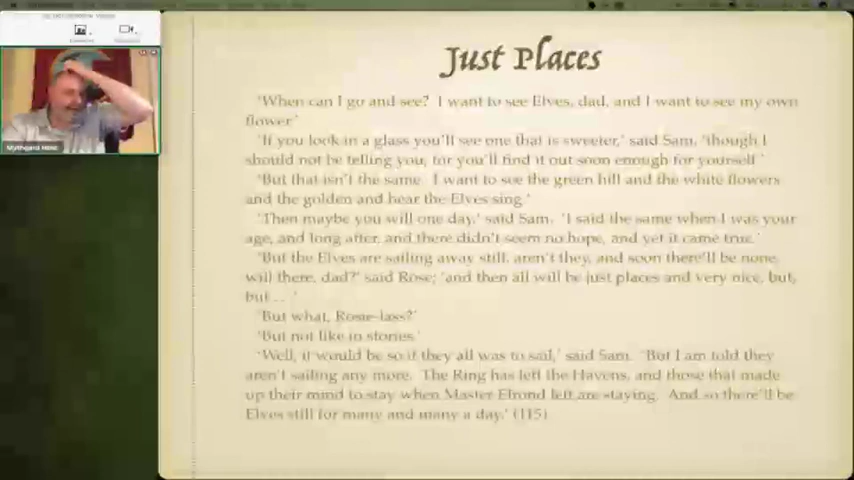 Just Places
'When can I go and see?  I want to see Elves, dad, and I want to see my own
flower.'
'If you look in a glass you'll see one that is sweeter,' said Sam, 'though I
should not be telling you, for you'll find it out soon enough for yourself.'
'But that isn't the same.  I want to see the green hill and the white flowers
and the golden and hear the Elves sing.'
'Then maybe you will one day,' said Sam.  'I said the same when I was your
age, and long after, and there didn't seem no hope, and yet it came true.'
'But the Elves are sailing away still, aren't they, and soon there'll be none,
will there, dad?' said Rose; 'and then all will be just places and very nice, but,
but ... '
'But what, Rosie-lass?'
'But not like in stories.'
'Well, it would be so if they all was to sail,' said Sam.  'But I am told they
aren't sailing any more.  The Ring has left the Havens, and those that made
up their mind to stay when Master Elrond left are staying.  And so there'll be
Elves still for many and many a day.' (115)
Mythgard Host